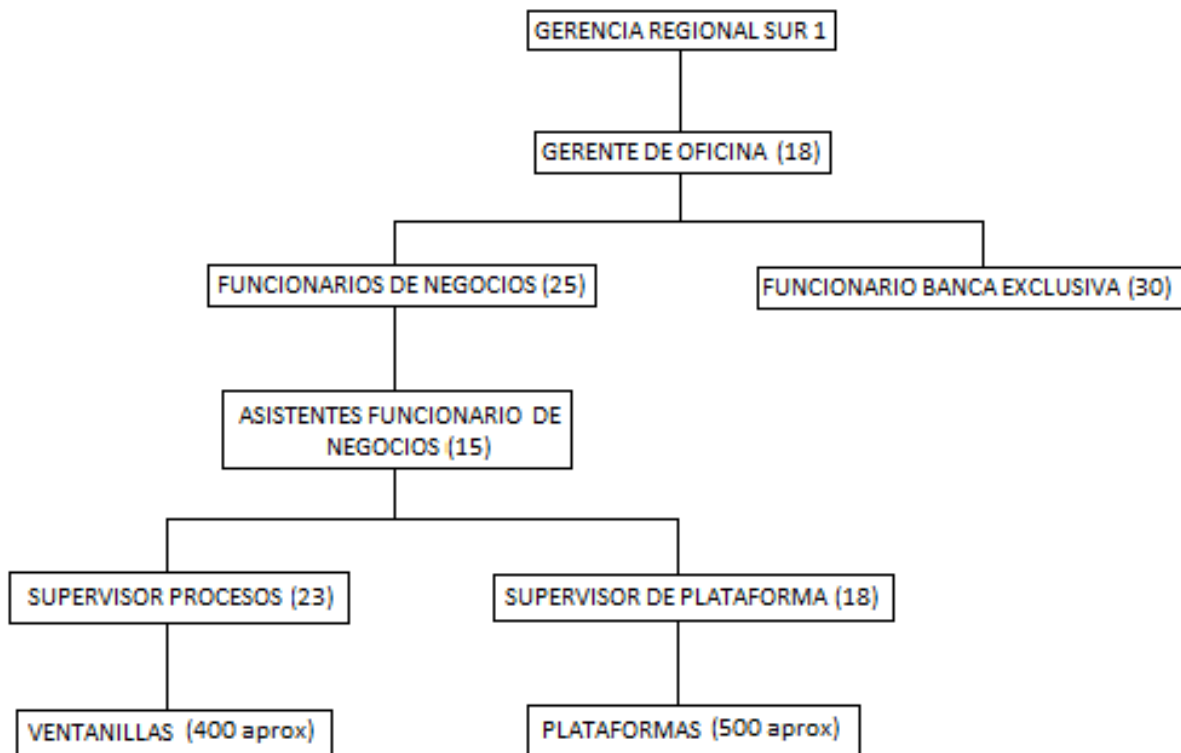 GERENCIA REGIONAL SUR 1
GERENTE DE OFICINA (18)
FUNCIONARIOS DE NEGOCIOS (25)
FUNCIONARIO BANCA EXCLUSIVA (30)
ASISTENTES FUNCIONARIO DE
NEGOCIOS (15)
SUPERVISOR PROCESOS (23)
SUPERVISOR DE PLATAFORMA (18)
VENTANILLAS (400 aprox)
PLATAFORMAS (500 aprox)